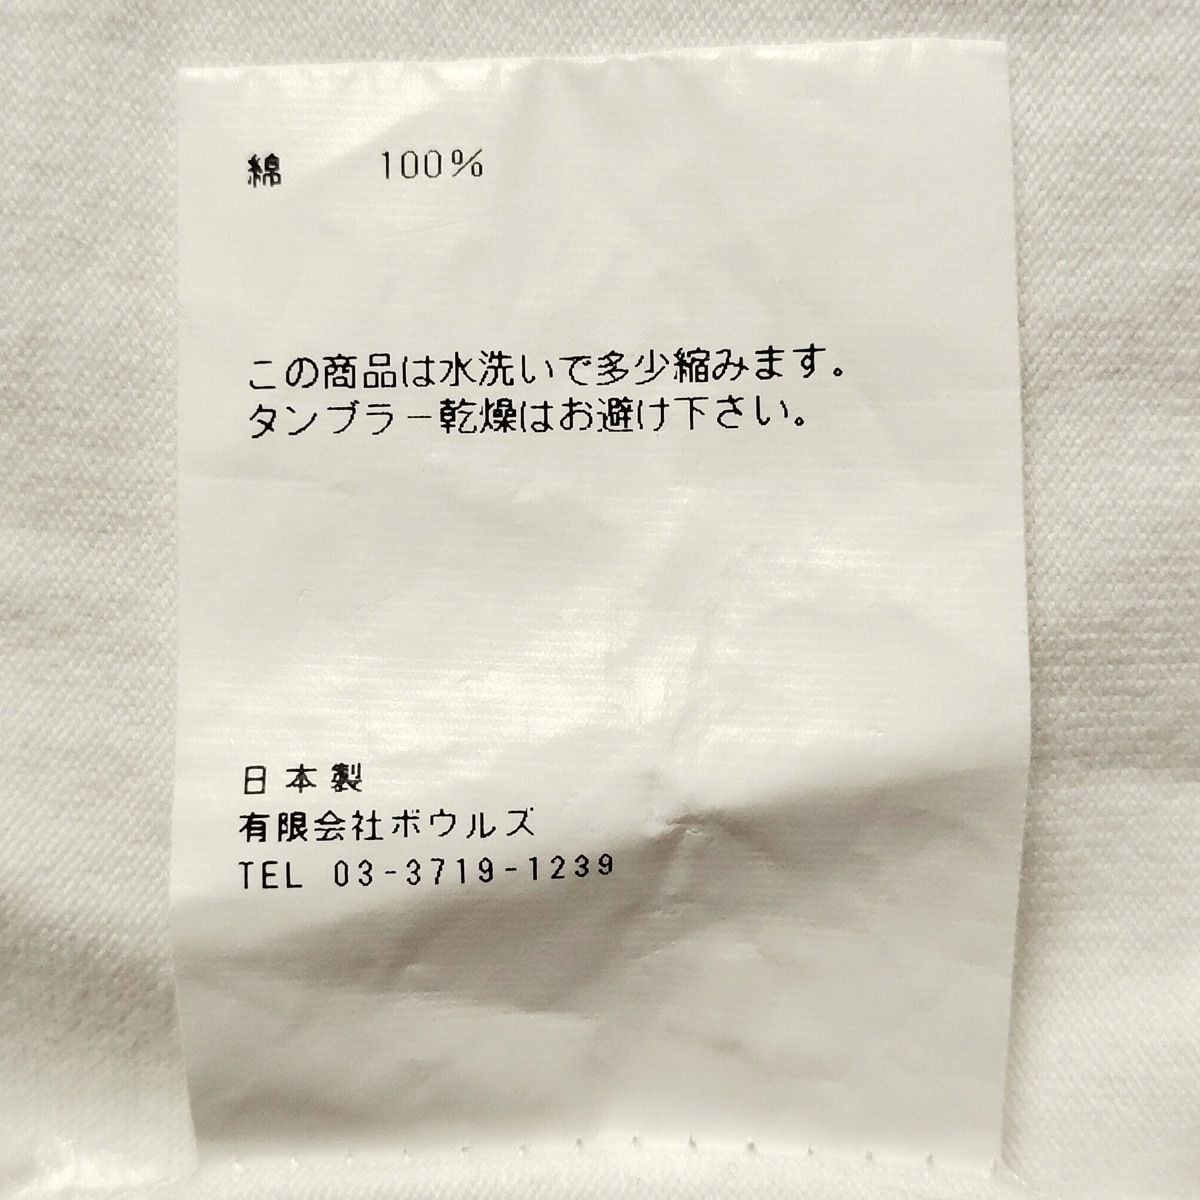 綿 100%
この商品は水洗いで多少縮みます。
タンブラー乾燥はお避け下さい。
日本製
有限会社ボウルズ
TEL 03-3719-1239